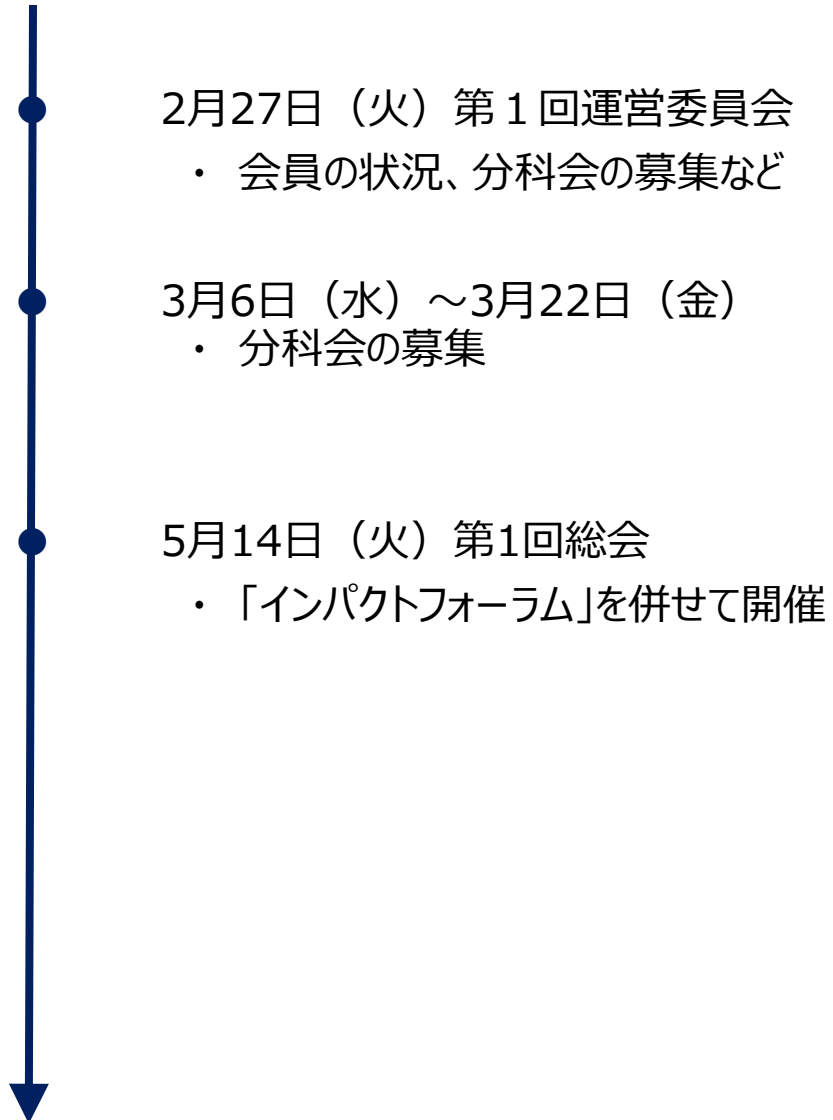 2月27日（火）第１回運営委員会
・ 会員の状況、分科会の募集など
3月6日（水）～3月22日（金）
・ 分科会の募集
5月14日（火）第1回総会
・ 「インパクトフォーラム」を併せて開催